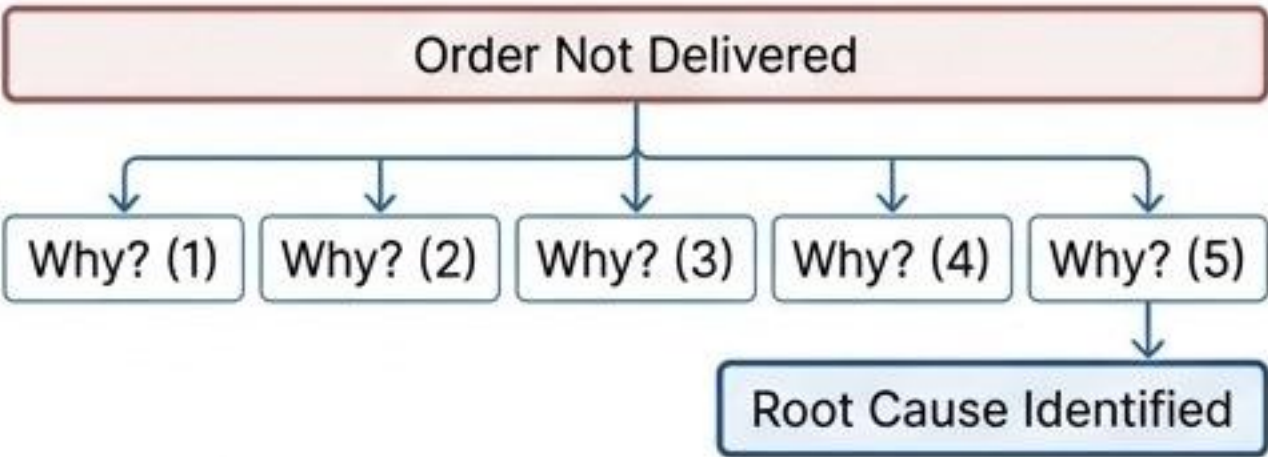 Order Not Delivered
Why? (1)
Why? (2)
Why? (3)
Why? (4)
Why? (5)
Root Cause Identified